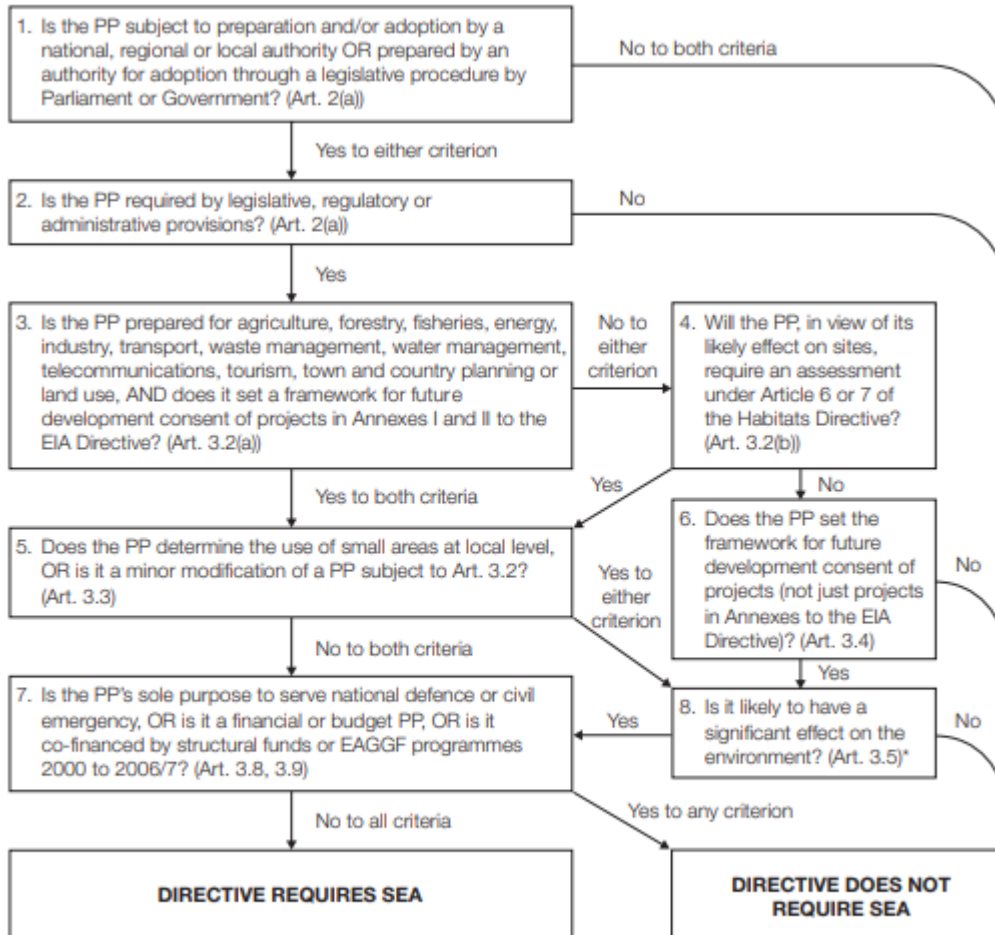 1. Is the PP subject to preparation and/or adoption by a
national, regional or local authority OR prepared by an
authority for adoption through a legislative procedure by
Parliament or Government? (Art. 2(a))
No to both criteria
Yes to either criterion
2. Is the PP required by legislative, regulatory or
administrative provisions? (Art. 2(a))
No
Yes
3. Is the PP prepared for agriculture, forestry, fisheries, energy,
industry, transport, waste management, water management,
telecommunications, tourism, town and country planning or
land use, AND does it set a framework for future
development consent of projects in Annexes I and II to the
EIA Directive? (Art. 3.2(a))
No to
either
criterion
4. Will the PP, in view of its
likely effect on sites,
require an assessment
under Article 6 or 7 of
the Habitats Directive?
(Art. 3.2(b))
Yes to both criteria
Yes
No
5. Does the PP determine the use of small areas at local level,
OR is it a minor modification of a PP subject to Art. 3.2?
(Art. 3.3)
Yes to
either
criterion
6. Does the PP set the
framework for future
development consent of
projects (not just projects
in Annexes to the EIA
Directive)? (Art. 3.4)
No
No to both criteria
Yes
7. Is the PP's sole purpose to serve national defence or civil
emergency, OR is it a financial or budget PP, OR is it
co-financed by structural funds or EAGGF programmes
2000 to 2006/7? (Art. 3.8, 3.9)
Yes
8. Is it likely to have a
significant effect on the
environment? (Art. 3.5)*
No
No to all criteria
Yes to any criterion
DIRECTIVE REQUIRES SEA
DIRECTIVE DOES NOT
REQUIRE SEA